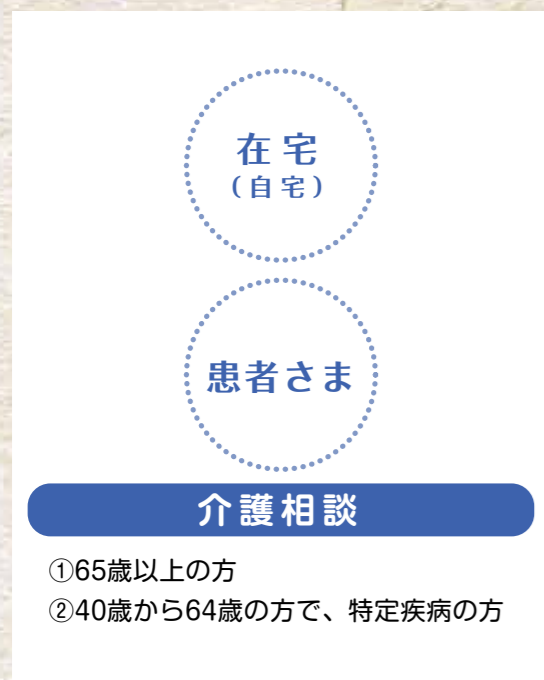 在宅
（自宅）
患者さま
介護相談
①65歳以上の方
②40歳から64歳の方で、特定疾病の方